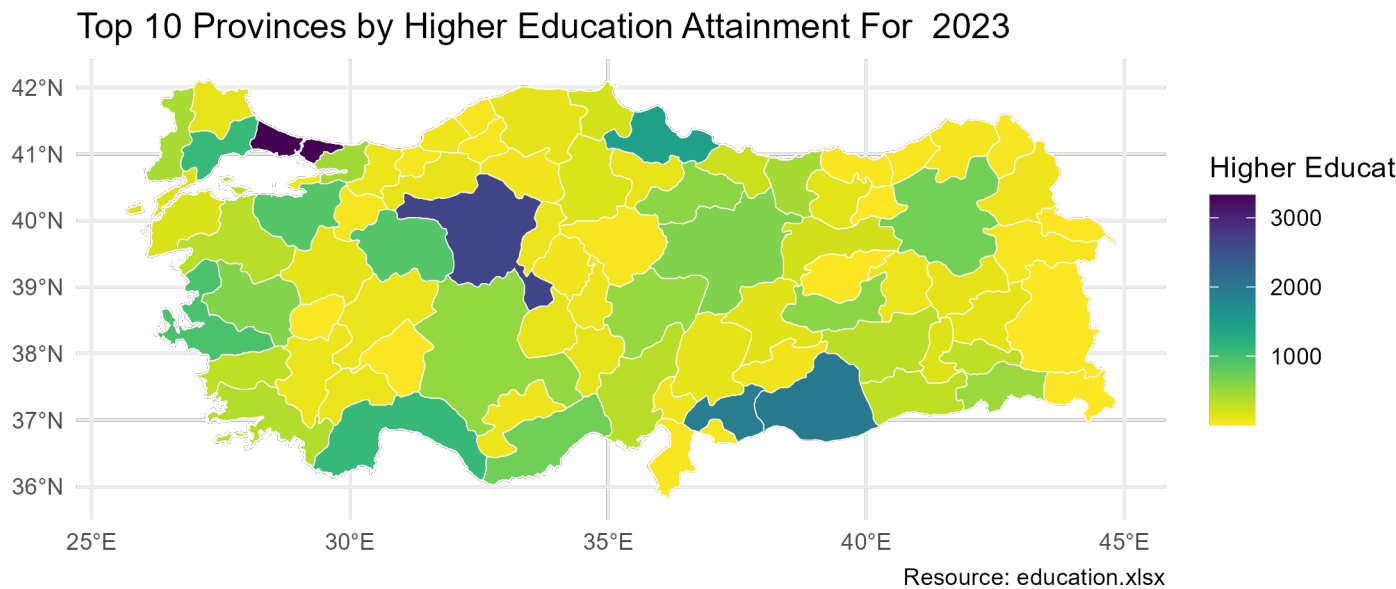 Top 10 Provinces by Higher Education Attainment For  2023
42°N
41°N
40°N
39°N
38°N
37°N
36°N
25°E
30°E
35°E
40°E
45°E
Higher Educat
3000
2000
1000
Resource: education.xlsx